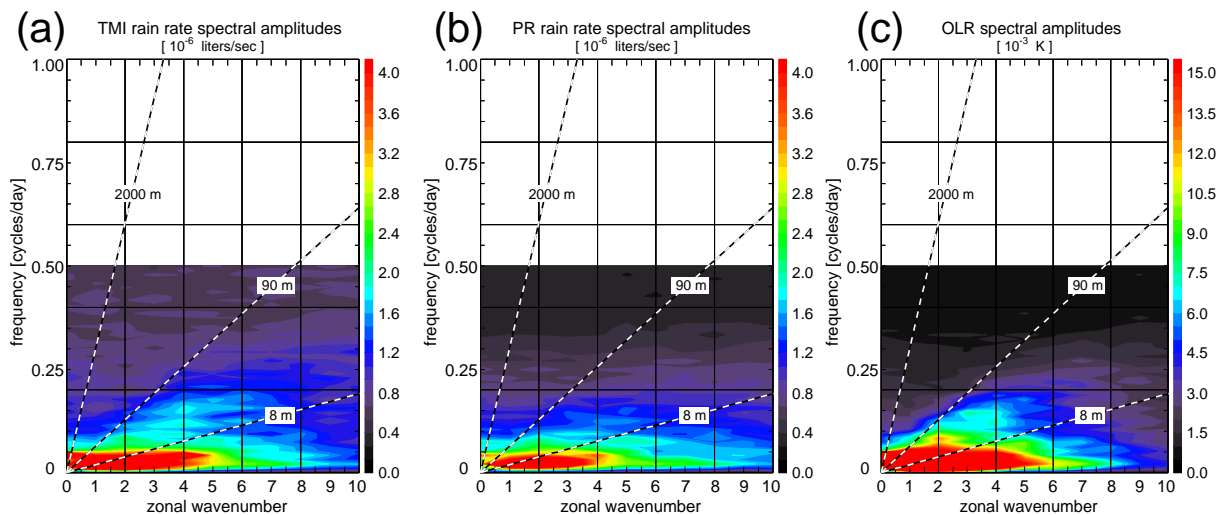 (a)
TMI rain rate spectral amplitudes
[ 10-6 liters/sec ]
1.00
0.75
0.50
0.25
0
frequency [cycles/day]
2000 m
90 m
8 m
0 1 2 3 4 5 6 7 8 9 10
zonal wavenumber
4.0
3.6
3.2
2.8
2.4
2.0
1.6
1.2
0.8
0.4
0.0
(b)
PR rain rate spectral amplitudes
[ 10-6 liters/sec ]
1.00
0.75
0.50
0.25
0
frequency [cycles/day]
2000 m
90 m
8 m
0 1 2 3 4 5 6 7 8 9 10
zonal wavenumber
4.0
3.6
3.2
2.8
2.4
2.0
1.6
1.2
0.8
0.4
0.0
(c)
OLR spectral amplitudes
[ 10-3 K ]
1.00
0.75
0.50
0.25
0
frequency [cycles/day]
2000 m
90 m
8 m
0 1 2 3 4 5 6 7 8 9 10
zonal wavenumber
15.0
13.5
12.0
10.5
9.0
7.5
6.0
4.5
3.0
1.5
0.0